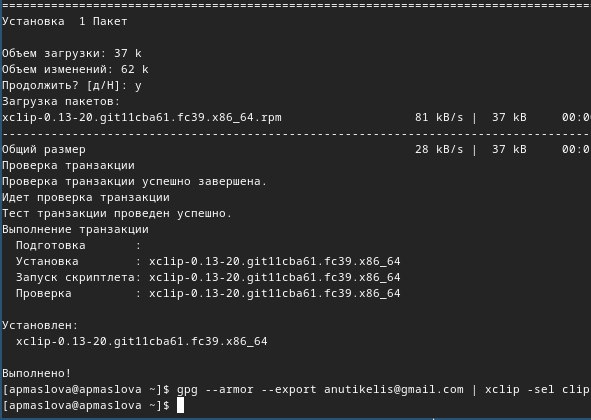 ================================================================================
Установка  1 Пакет
Объем загрузки: 37 k
Объем изменений: 62 k
Продолжить? [д/Н]: y
Загрузка пакетов:
xclip-0.13-20.git11cba61.fc39.x86_64.rpm 81 kB/s |  37 kB 00:0
--------------------------------------------------------------------------------
Общий размер 28 kB/s |  37 kB 00:0
Проверка транзакции
Проверка транзакции успешно завершена.
Идет проверка транзакции
Тест транзакции проведен успешно.
Выполнение транзакции
  Подготовка       :
  Установка        : xclip-0.13-20.git11cba61.fc39.x86_64
  Запуск скриптлета: xclip-0.13-20.git11cba61.fc39.x86_64
  Проверка         : xclip-0.13-20.git11cba61.fc39.x86_64
Установлен:
  xclip-0.13-20.git11cba61.fc39.x86_64
Выполнено!
[apmaslova@apmaslova ~]$ gpg --armor --export anutikelis@gmail.com | xclip -sel clip
[apmaslova@apmaslova ~]$